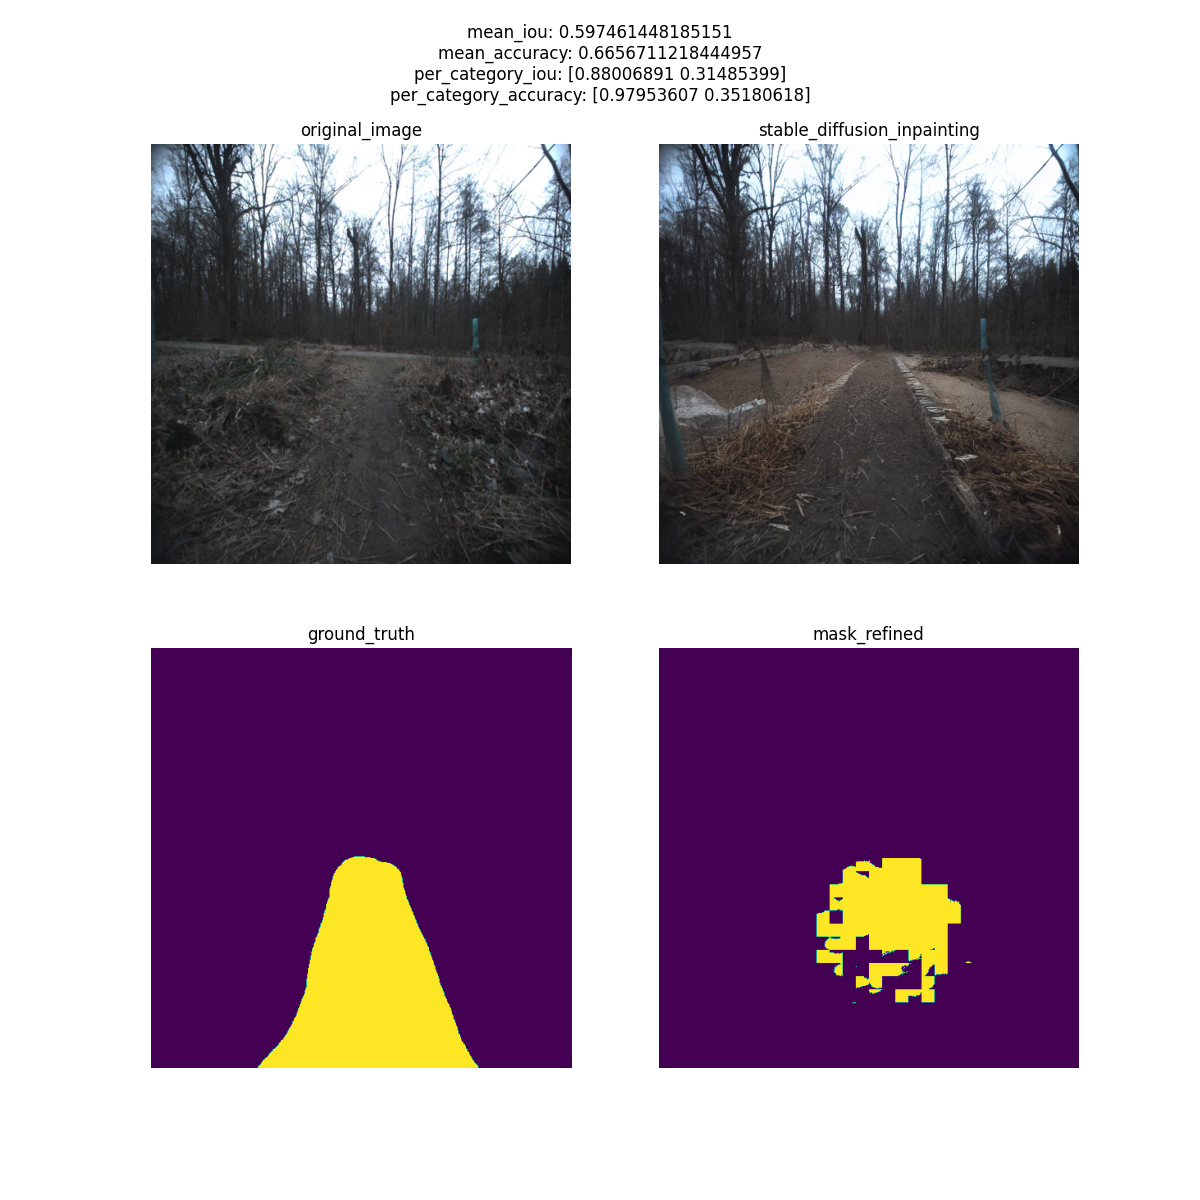 mean_iou: 0.597461448185151
mean_accuracy: 0.6656711218444957
per_category_iou: [0.88006891 0.31485399]
per_category_accuracy: [0.97953607 0.35180618]
original_image
stable_diffusion_inpainting
ground_truth
mask_refined